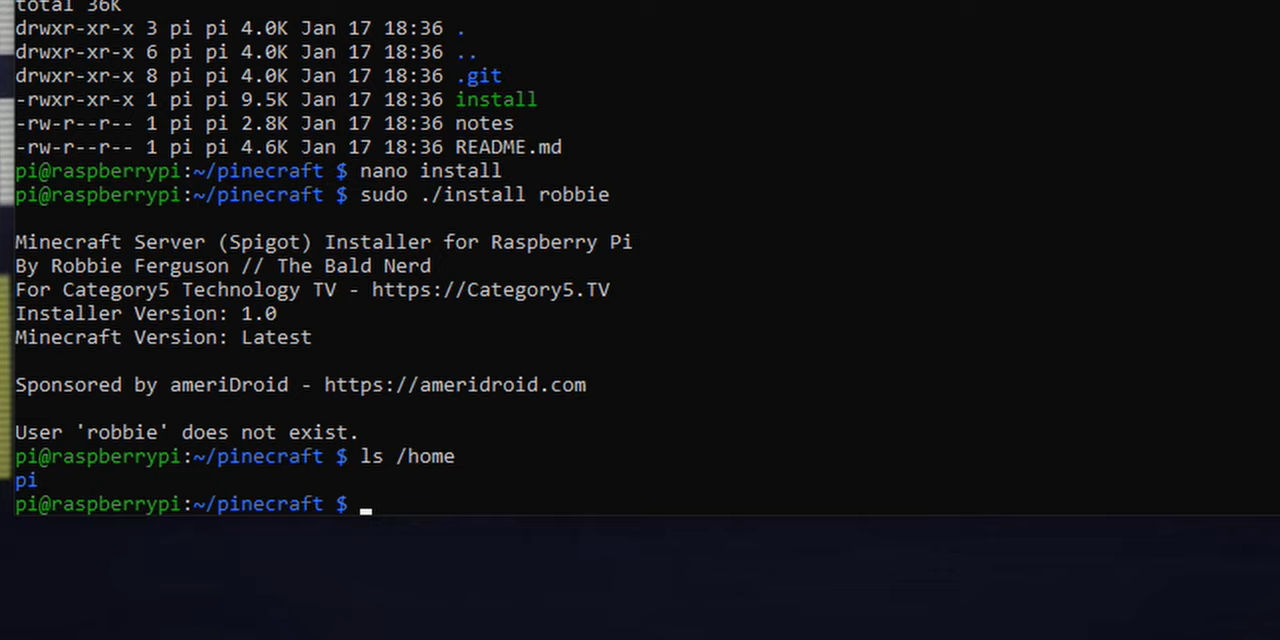 total 36K
drwxr-xr-x 3 pi pi 4.0K Jan 17 18:36 .
drwxr-xr-x 6 pi pi 4.0K Jan 17 18:36 ..
drwxr-xr-x 8 pi pi 4.0K Jan 17 18:36 .git
-rwxr-xr-x 1 pi pi 9.5K Jan 17 18:36 install
-rw-r--r-- 1 pi pi 2.8K Jan 17 18:36 notes
-rw-r--r-- 1 pi pi 4.6K Jan 17 18:36 README.md
pi@raspberrypi:~/pinecraft $ nano install
pi@raspberrypi:~/pinecraft $ sudo ./install robbie
Minecraft Server (Spigot) Installer for Raspberry Pi
By Robbie Ferguson // The Bald Nerd
For Category5 Technology TV - https://Category5.TV
Installer Version: 1.0
Minecraft Version: Latest
Sponsored by ameriDroid - https://ameridroid.com
User 'robbie' does not exist.
pi@raspberrypi:~/pinecraft $ ls /home
pi
pi@raspberrypi:~/pinecraft $